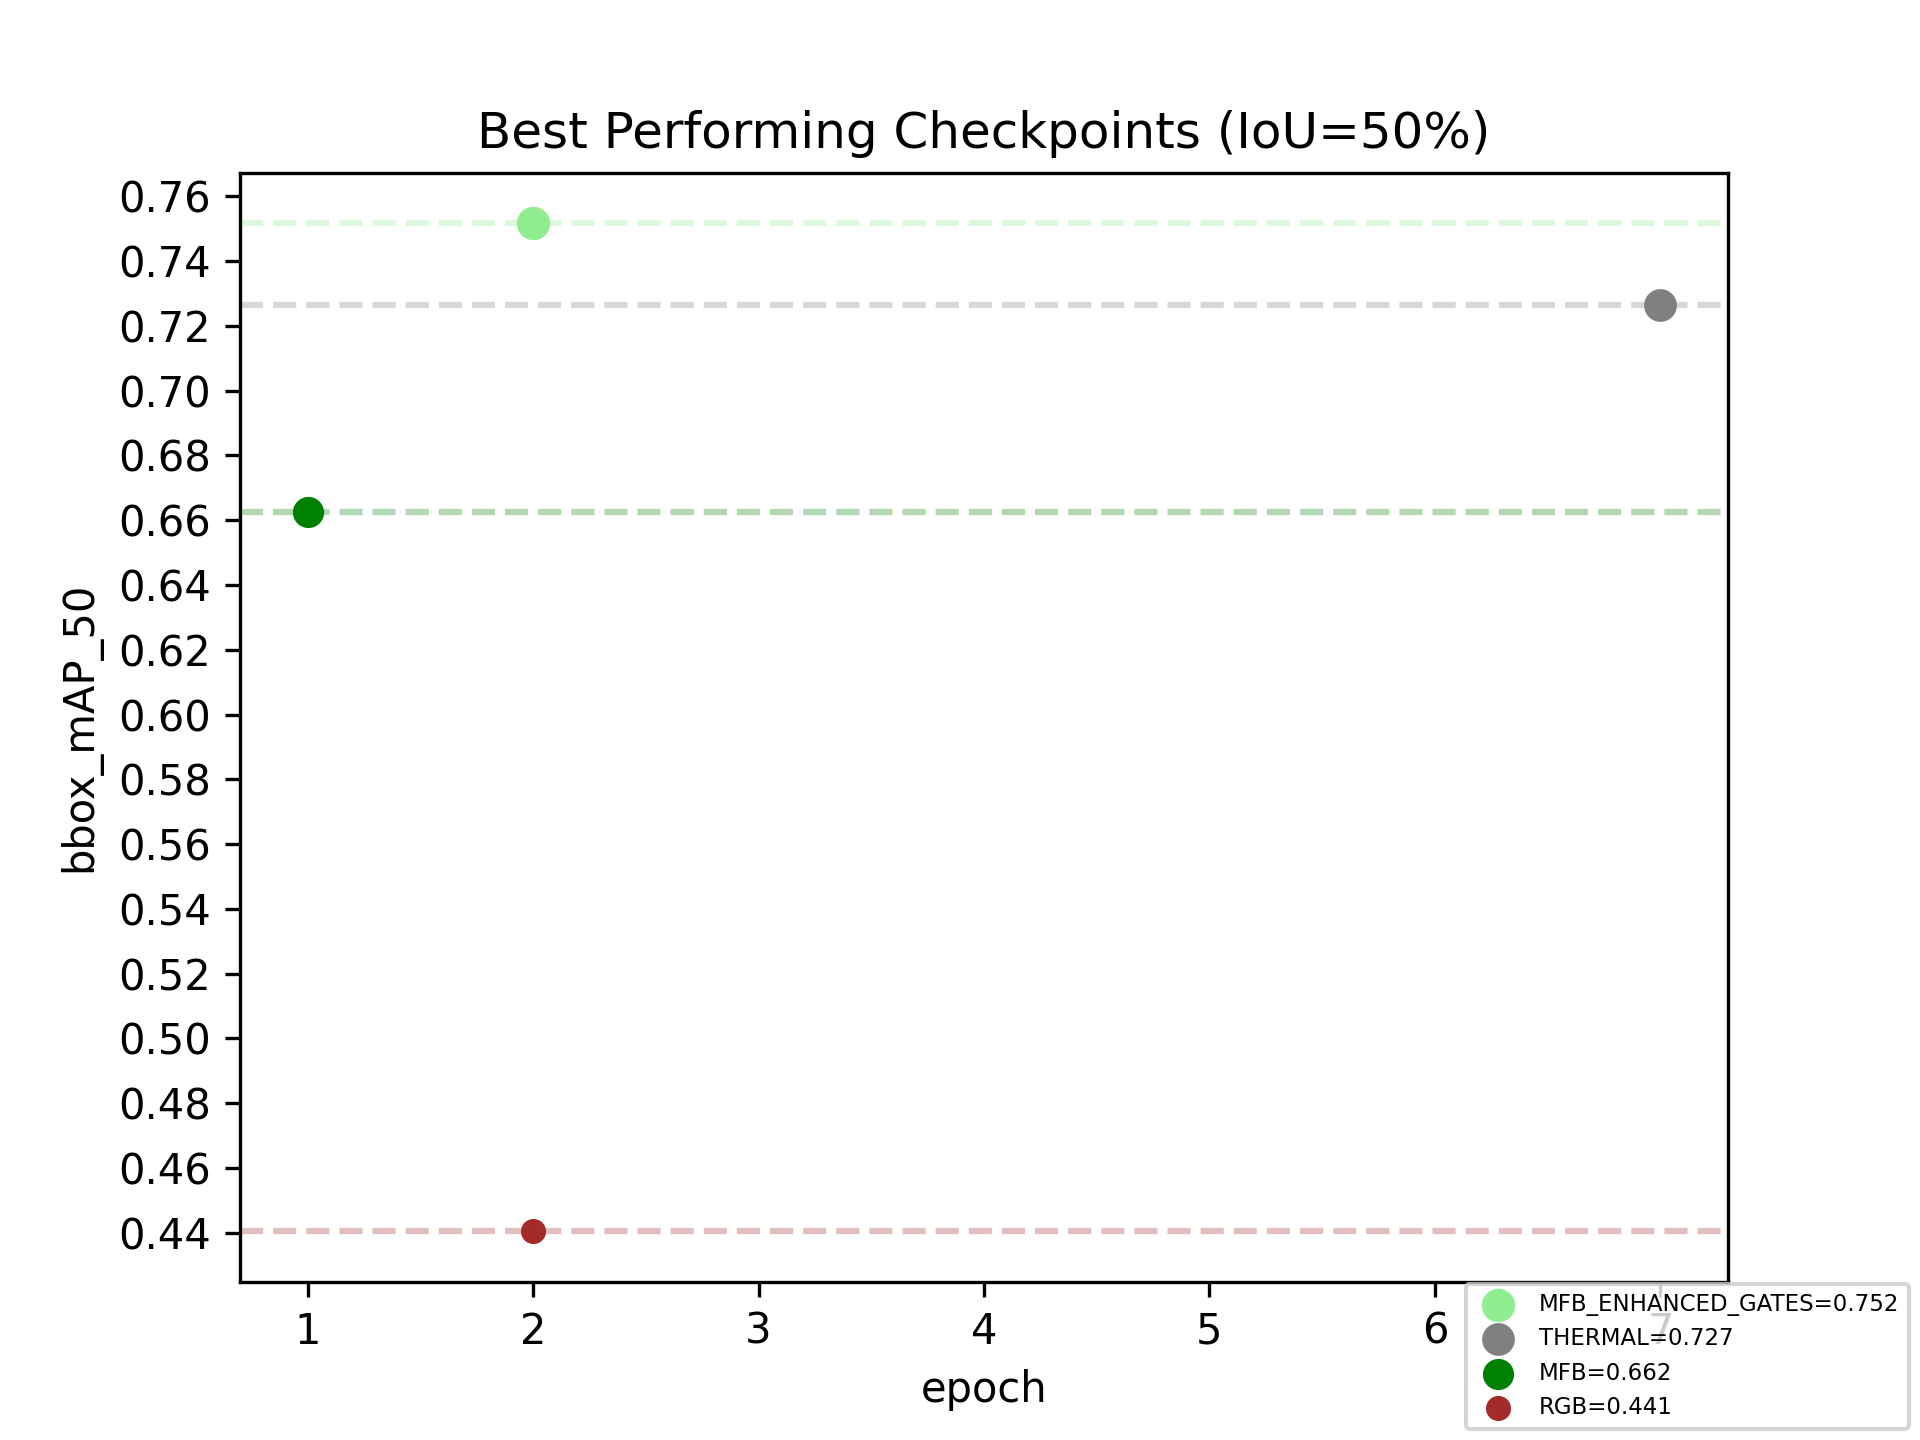 Best Performing Checkpoints (IoU=50%)
0.76
0.74
0.72
0.70
0.68
0.66
0.64
0.62
0.60
0.58
0.56
0.54
0.52
0.50
0.48
0.46
0.44
bbox_mAP_50
1 2 3 4 5 6 7
epoch
MFB_ENHANCED_GATES=0.752
THERMAL=0.727
MFB=0.662
RGB=0.441